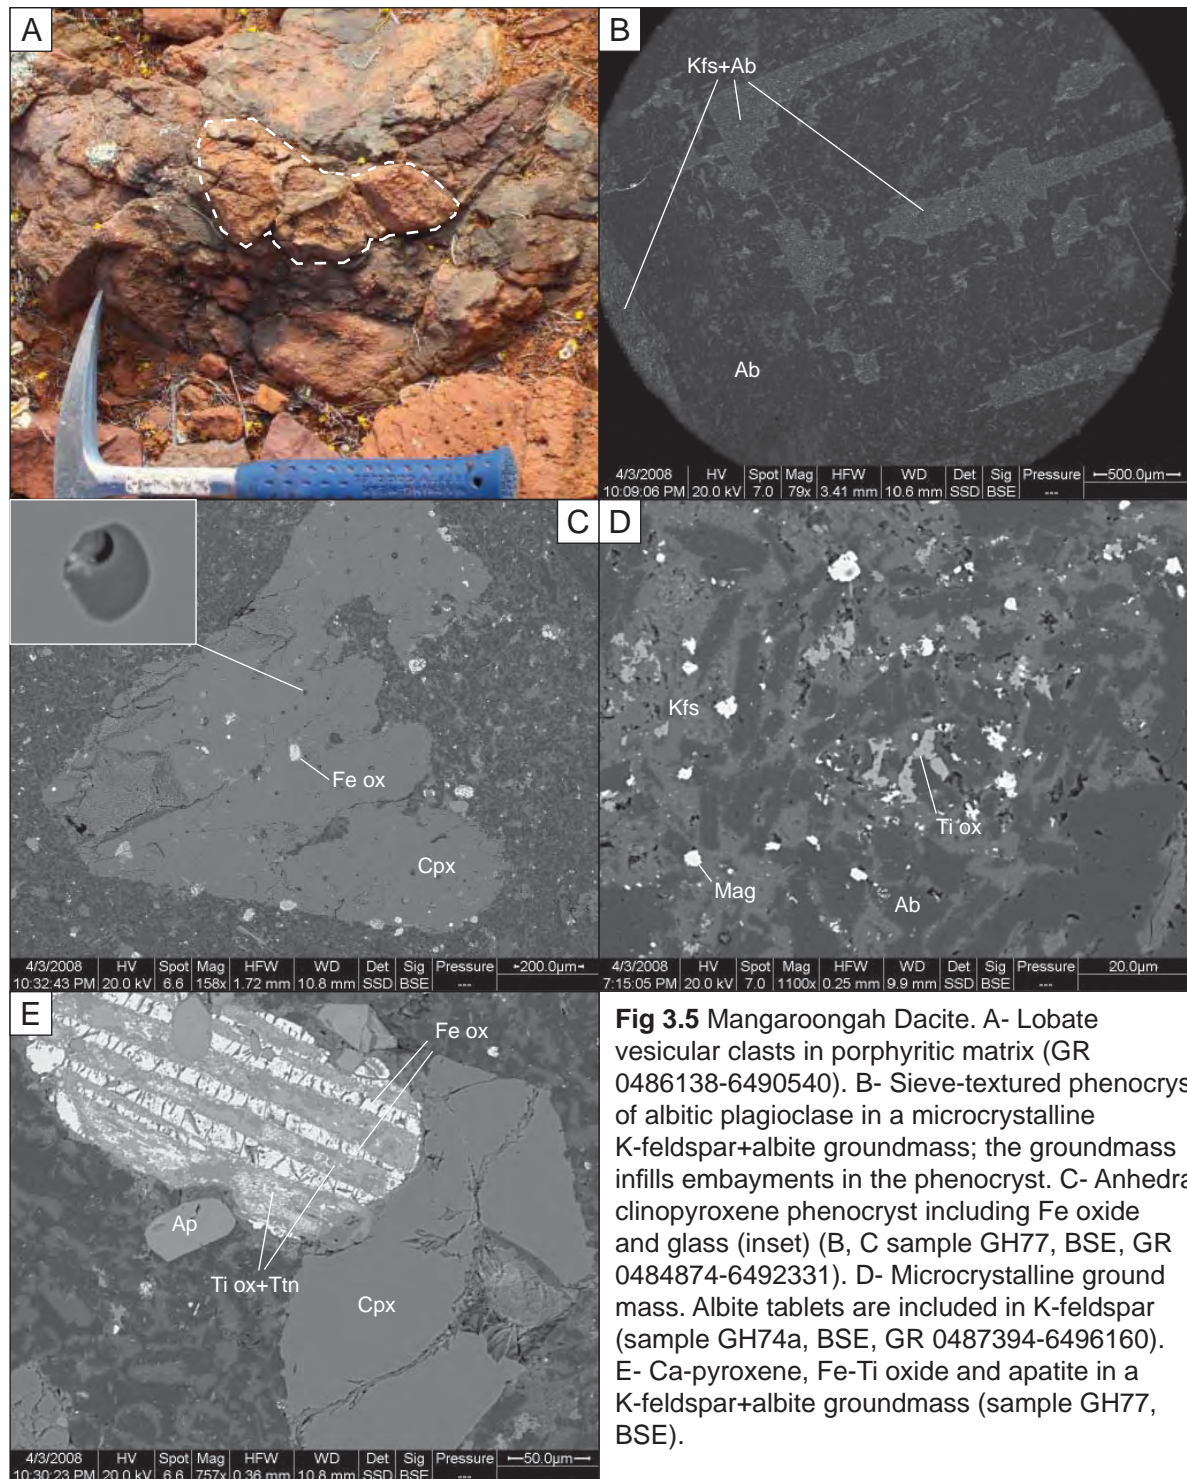 A
B
Kfs+Ab
Ab
4/3/2008 HV Spot Mag HFW WD Det Sig Pressure 500.0µm
10:09:06 PM 20.0 kV 7.0 79x 3.41 mm 10.6 mm SSD BSE ---
C
Fe ox
Cpx
4/3/2008 HV Spot Mag HFW WD Det Sig Pressure 200.0µm
10:32:43 PM 20.0 kV 6.6 158x 1.72 mm 10.8 mm SSD BSE ---
D
Kfs
Ti ox
Mag
Ab
4/3/2008 HV Spot Mag HFW WD Det Sig Pressure 20.0µm
7:15:05 PM 20.0 kV 7.0 1100x 0.25 mm 9.9 mm SSD BSE ---
E
Fe ox
Ap
Ti ox+Ttn
Cpx
4/3/2008 HV Spot Mag HFW WD Det Sig Pressure 50.0µm
10:30:23 PM 20.0 kV 6.6 757x 0.36 mm 10.8 mm SSD BSE ---
Fig 3.5 Mangaroongah Dacite. A- Lobate
vesicular clasts in porphyritic matrix (GR
0486138-6490540). B- Sieve-textured phenocrys
of albitic plagioclase in a microcrystalline
K-feldspar+albite groundmass; the groundmass
infills embayments in the phenocryst. C- Anhedra
clinopyroxene phenocryst including Fe oxide
and glass (inset) (B, C sample GH77, BSE, GR
0484874-6492331). D- Microcrystalline ground
mass. Albite tablets are included in K-feldspar
(sample GH74a, BSE, GR 0487394-6496160).
E- Ca-pyroxene, Fe-Ti oxide and apatite in a
K-feldspar+albite groundmass (sample GH77,
BSE).